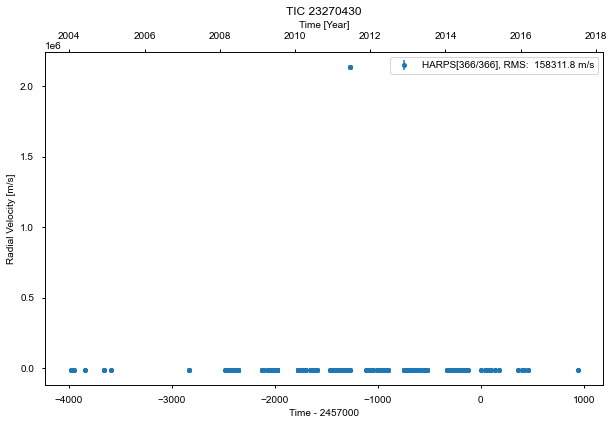 TIC 23270430
Time [Year]
2004 2006 2008 2010 2012 2014 2016 2018
1e6
HARPS[366/366], RMS: 158311.8 m/s
Radial Velocity [m/s]
2.0
1.5
1.0
0.5
0.0
−4000 −3000 −2000 −1000 0 1000
Time - 2457000